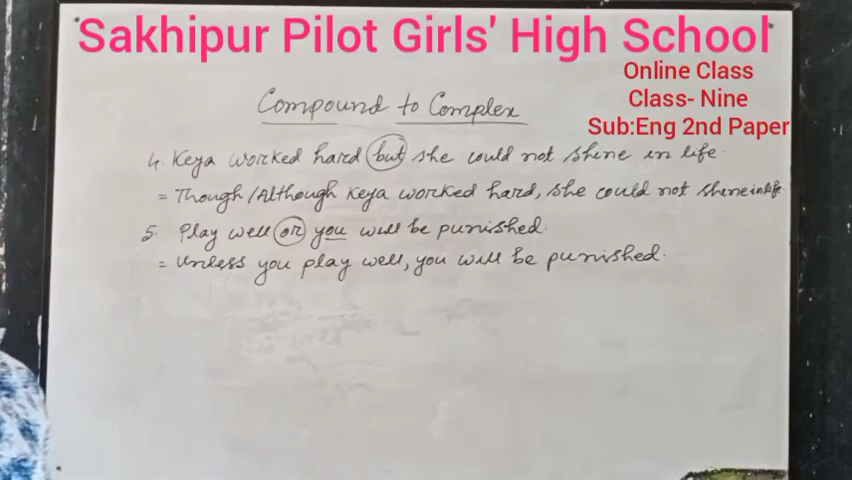 Sakhipur Pilot Girls' High School
Online Class
Class- Nine
Sub:Eng 2nd Paper
Compound to Complex
4. Keya worked hard but she could not shine in life.
= Though/Although Keya worked hard, she could not shine in life.
5. Play well or you will be punished.
= Unless you play well, you will be punished.